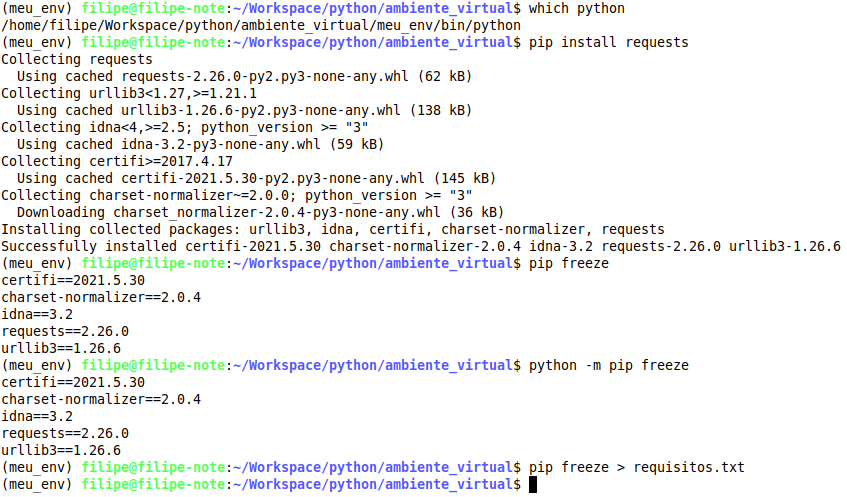 (meu_env) filipe@filipe-note:~/Workspace/python/ambiente_virtual$ which python
/home/filipe/Workspace/python/ambiente_virtual/meu_env/bin/python
(meu_env) filipe@filipe-note:~/Workspace/python/ambiente_virtual$ pip install requests
Collecting requests
  Using cached requests-2.26.0-py2.py3-none-any.whl (62 kB)
Collecting urllib3<1.27,>=1.21.1
  Using cached urllib3-1.26.6-py2.py3-none-any.whl (138 kB)
Collecting idna<4,>=2.5; python_version >= "3"
  Using cached idna-3.2-py3-none-any.whl (59 kB)
Collecting certifi>=2017.4.17
  Using cached certifi-2021.5.30-py2.py3-none-any.whl (145 kB)
Collecting charset-normalizer~=2.0.0; python_version >= "3"
  Downloading charset_normalizer-2.0.4-py3-none-any.whl (36 kB)
Installing collected packages: urllib3, idna, certifi, charset-normalizer, requests
Successfully installed certifi-2021.5.30 charset-normalizer-2.0.4 idna-3.2 requests-2.26.0 urllib3-1.26.6
(meu_env) filipe@filipe-note:~/Workspace/python/ambiente_virtual$ pip freeze
certifi==2021.5.30
charset-normalizer==2.0.4
idna==3.2
requests==2.26.0
urllib3==1.26.6
(meu_env) filipe@filipe-note:~/Workspace/python/ambiente_virtual$ python -m pip freeze
certifi==2021.5.30
charset-normalizer==2.0.4
idna==3.2
requests==2.26.0
urllib3==1.26.6
(meu_env) filipe@filipe-note:~/Workspace/python/ambiente_virtual$ pip freeze > requisitos.txt
(meu_env) filipe@filipe-note:~/Workspace/python/ambiente_virtual$